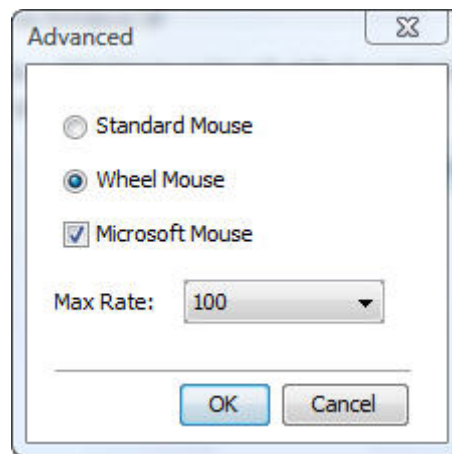 Advanced
Standard Mouse
Wheel Mouse
Microsoft Mouse
Max Rate: 100
OK Cancel